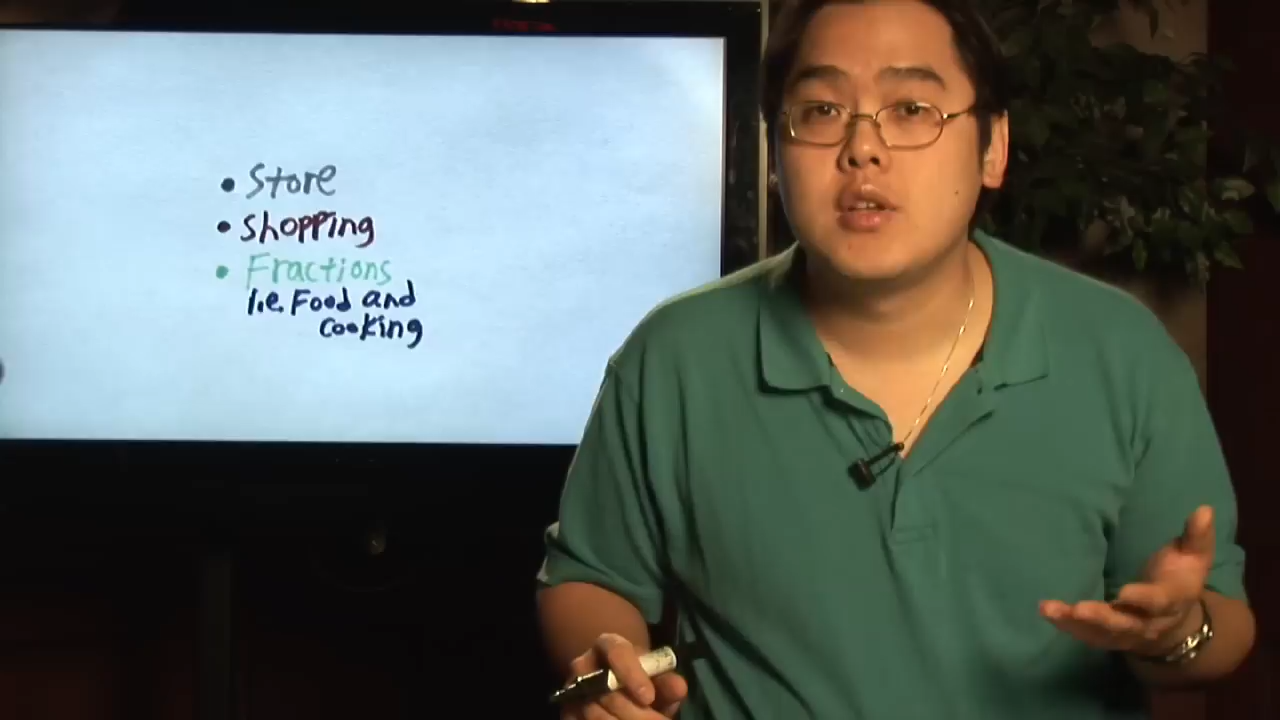 • Store
• Shopping
• Fractions
I.e. Food and
Cooking